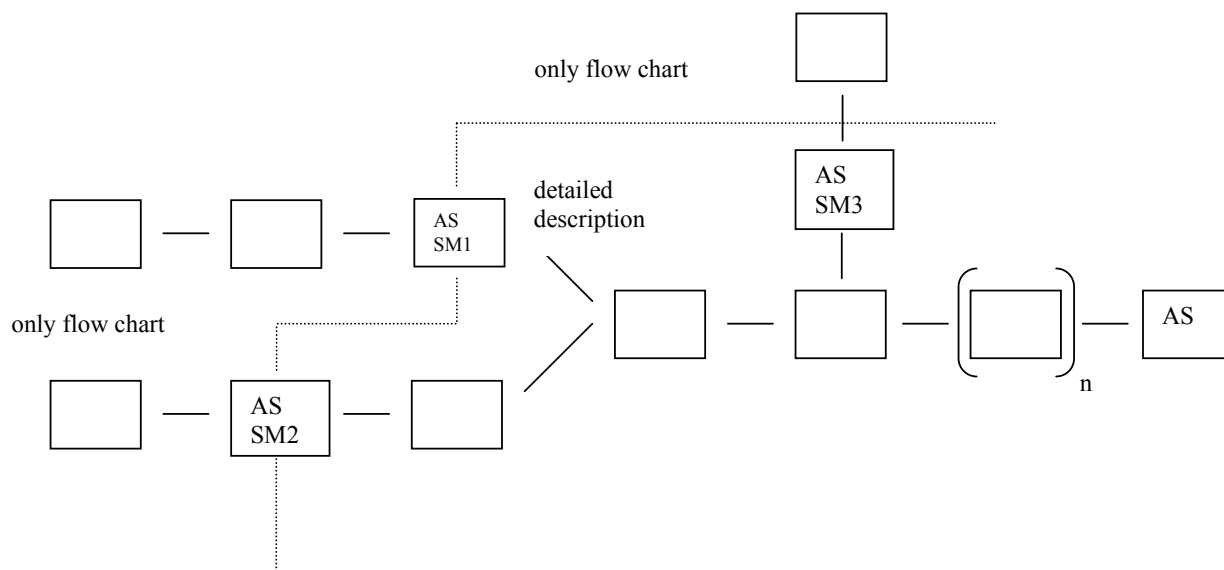 only flow chart
AS
SM3
detailed
description
AS
SM1
only flow chart
AS
n
AS
SM2